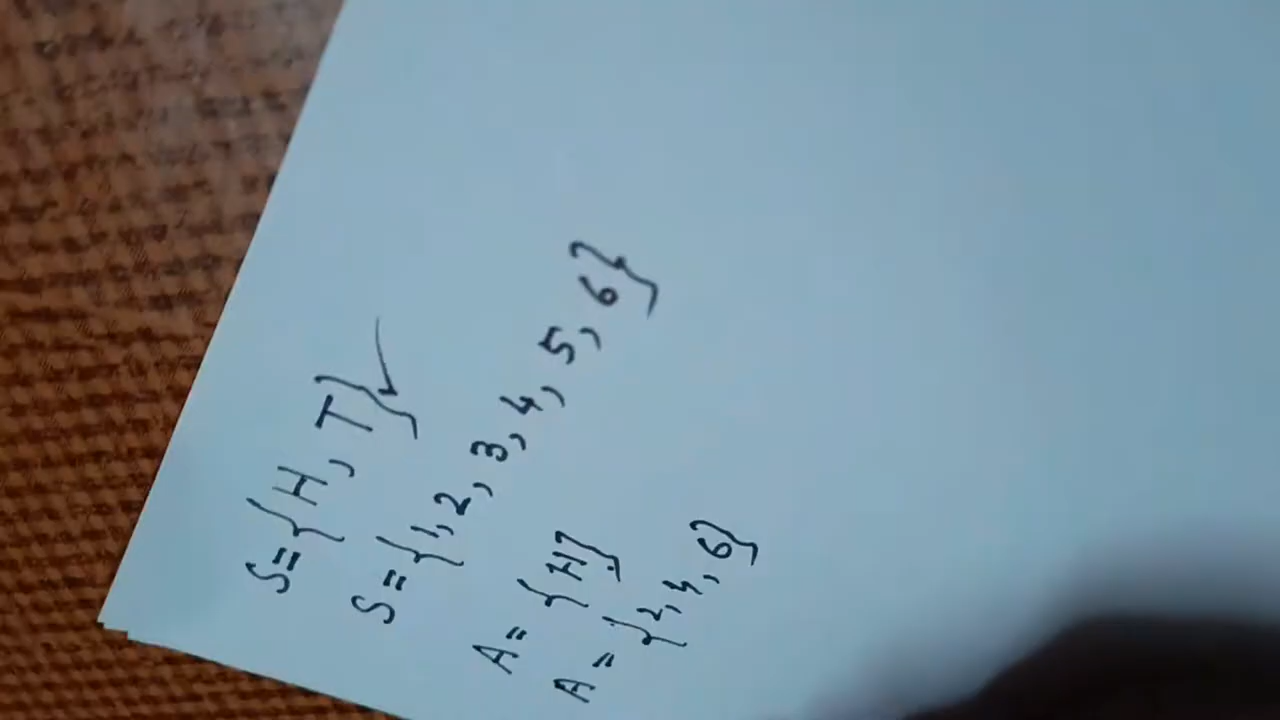 S={H, T}✓
S={1, 2, 3, 4, 5, 6}
A={H}
A={2, 4, 6}